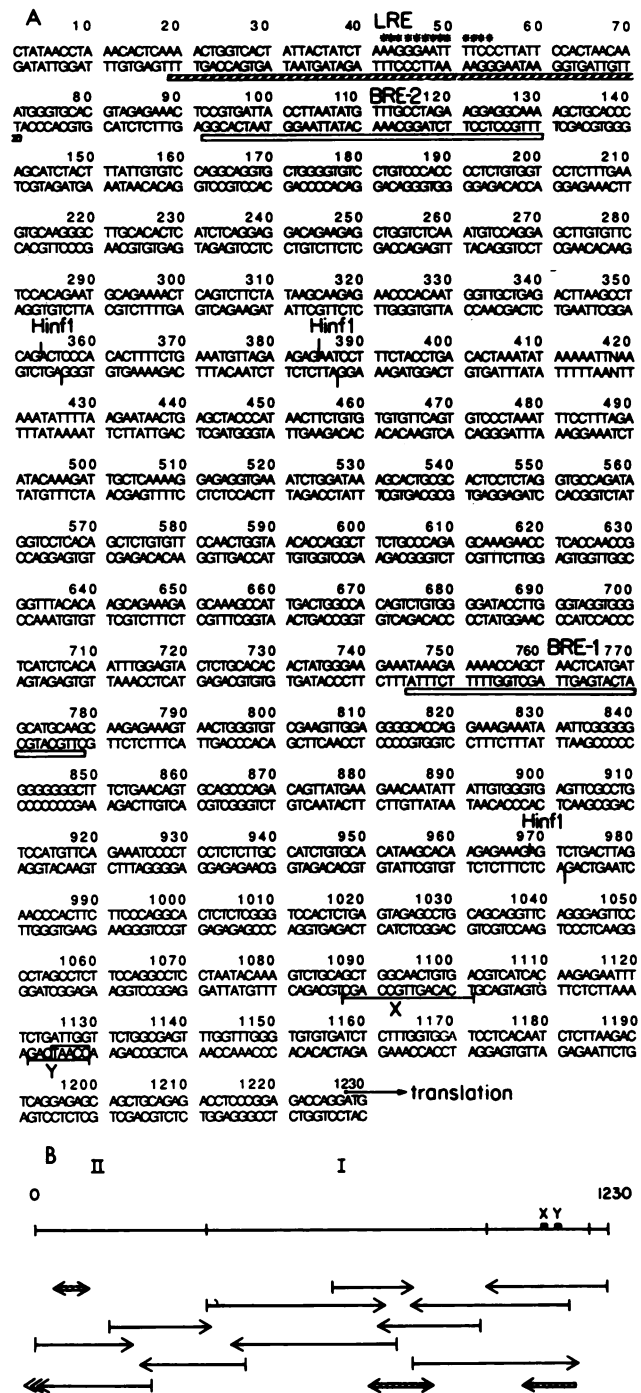 A
LRE
10 20 30 40 50 60 70
CTATAACCTA AACACTCAAA ACTGGTCACT ATTACTATCT AAAGGGAATT TTCCCTTATT CCACTAACAA
GATATTGGAT TTGTGAGTTT TGACCAGTGA TAATGATAGA TTTCCCTTAA AAGGGAATAA GGTGATTGTT
80 90 100 110 BRE-2 120 130 140
ATGGGTGCAC GTAGAGAAAC TCCGTGATTA CCTTAATATG TTTGCCTAGA AGGAGGCAAA AGCTGCACCC
TACCCACGTG CATCTCTTTG AGGCACTAAT GGAATTATAC AAACGGATCT TCCTCCGTTT TCGACGTGGG
150 160 170 180 190 200 210
AGCATCTACT TTATTGTGTC CAGGCAGGTG CTGGGGTGTC CTGTCCCACC CCTCTGTGGT CCTCTTTGAA
TCGTAGATGA AATAACACAG GTCCGTCCAC GACCCCACAG GACAGGGTGG GGAGACACCA GGAGAAACTT
220 230 240 250 260 270 280
GTGCAAGGGC TTGCACACTC ATCTCAGGAG GACAGAAGAG CTGGTCTCAA ATGTCCAGGA GCTTGTGTTC
CACGTTCCCG AACGTGTGAG TAGAGTCCTC CTGTCTTCTC GACCAGAGTT TACAGGTCCT CGAACACAAG
290 300 310 320 330 340 350
TCCACAGAAT GCAGAAAACT CAGTCTTCTA TAAGCAAGAG AACCCACAAT GGTTGCTGAG ACTTAAGCCT
AGGTGTCTTA CGTCTTTTGA GTCAGAAGAT ATTCGTTCTC TTGGGTGTTA CCAACGACTC TGAATTCGGA
Hinf1 Hinf1
360 370 380 390 400 410 420
CAGACTCCCA CACTTTTCTG AAATGTTAGA AGAGAATCCT TTCTACCTGA CACTAAATAT AAAAATTNAA
GTCTGAGGGT GTGAAAAGAC TTTACAATCT TCTCTTAGGA AAGATGGACT GTGATTTATA TTTTTAANTT
430 440 450 460 470 480 490
AAATATTTTA AGAATAACTG AGCTACCCAT AACTTCTGTG TGTGTTCAGT GTCCCTAAAT TTCCTTTAGA
TTTATAAAAT TCTTATTGAC TCGATGGGTA TTGAAGACAC ACACAAGTCA CAGGGATTTA AAGGAAATCT
500 510 520 530 540 550 560
ATACAAAGAT TGCTCAAAAG GAGAGGTGAA ATCTGGATAA AGCACTGCGC ACTCCTCTAG GTGCCAGATA
TATGTTTCTA ACGAGTTTTC CTCTCCACTT TAGACCTATT TCGTGACGCG TGAGGAGATC CACGGTCTAT
570 580 590 600 610 620 630
GGTCCTCACA GCTCTGTGTT CCAACTGGTA ACACCAGGCT TCTGCCCAGA GCAAAGAACC TCACCAACCG
CCAGGAGTGT CGAGACACAA GGTTGACCAT TGTGGTCCGA AGACGGGTCT CGTTTCTTGG AGTGGTTGGC
640 650 660 670 680 690 700
GGTTTACACA AGCAGAAAGA GCAAAGCCAT TGACTGGCCA CAGTCTGTGG GGATACCTTG GGTAGGTGGG
CCAAATGTGT TCGTCTTTCT CGTTTCGGTA ACTGACCGGT GTCAGACACC CCTATGGAAC CCATCCACCC
710 720 730 740 750 760 BRE-1 770
TCATCTCACA ATTTGGAGTA CTCTGCACAC ACTATGGGAA GAAATAAAGA AAAACCAGCT AACTCATGAT
AGTAGAGTGT TAAACCTCAT GAGACGTGTG TGATACCCTT CTTTATTTCT TTTTGGTCGA TTGAGTACTA
780 790 800 810 820 830 840
GCATGCAAGC AAGAGAAAGT AACTGGGTGT CGAAGTTGGA GGGGCACCAG GAAAGAAATA AATTCGGGGG
CGTACGTTCG TTCTCTTTCA TTGACCCACA GCTTCAACCT CCCCGTGGTC CTTTCTTTAT TTAAGCCCCC
850 860 870 880 890 900 910
GGGGGGGCTT TCTGAACAGT GCAGCCCAGA CAGTTATGAA GAACAATATT ATTGTGGGTG AGTTCGCCTG
CCCCCCCGAA AGACTTGTCA CGTCGGGTCT GTCAATACTT CTTGTTATAA TAACACCCAC TCAAGCGGAC
920 930 940 950 960 Hinf1 970 980
TCCATGTTCA GAAATCCCCT CCTCTCTTGC CATCTGTGCA CATAAGCACA AGAGAAAGAG TCTGACTTAG
AGGTACAAGT CTTTAGGGGA GGAGAGAACG GTAGACACGT GTATTCGTGT TCTCTTTCTC AGACTGAATC
990 1000 1010 1020 1030 1040 1050
AACCCACTTC TTCCCAGGCA CTCTCTCGGG TCCACTCTGA GTAGAGCCTG CAGCAGGTTC AGGGAGTTCC
TTGGGTGAAG AAGGGTCCGT GAGAGAGCCC AGGTGAGACT CATCTCGGAC GTCGTCCAAG TCCCTCAAGG
1060 1070 1080 1090 1100 1110 1120
CCTAGCCTCT TCCAGGCCTC CTAATACAAA GTCTGCAGCT GGCAACTGTG ACGTCATCAC AAGAGAATTT
GGATCGGAGA AGGTCCGGAG GATTATGTTT CAGACGTCGA CCGTTGACAC TGCAGTAGTG TTCTCTTAAA
X
1130 1140 1150 1160 1170 1180 1190
TCTGATTGGT TCTGGCGAGT TTGGTTTGGG TGTGTGATCT CTTTGGTGGA TCCTCACAAT CTCTTAAGAC
AGACTAACCA AGACCGCTCA AACCAAACCC ACACACTAGA GAAACCACCT AGGAGTGTTA GAGAATTCTG
Y
1200 1210 1220 1230 translation
TCAGGAGAGC AGCTGCAGAG ACCTCCCGGA GACCAGGATG
AGTCCTCTCG TCGACGTCTC TGGAGGGCCT CTGGTCCTAC
B
II I
0 1230
X Y